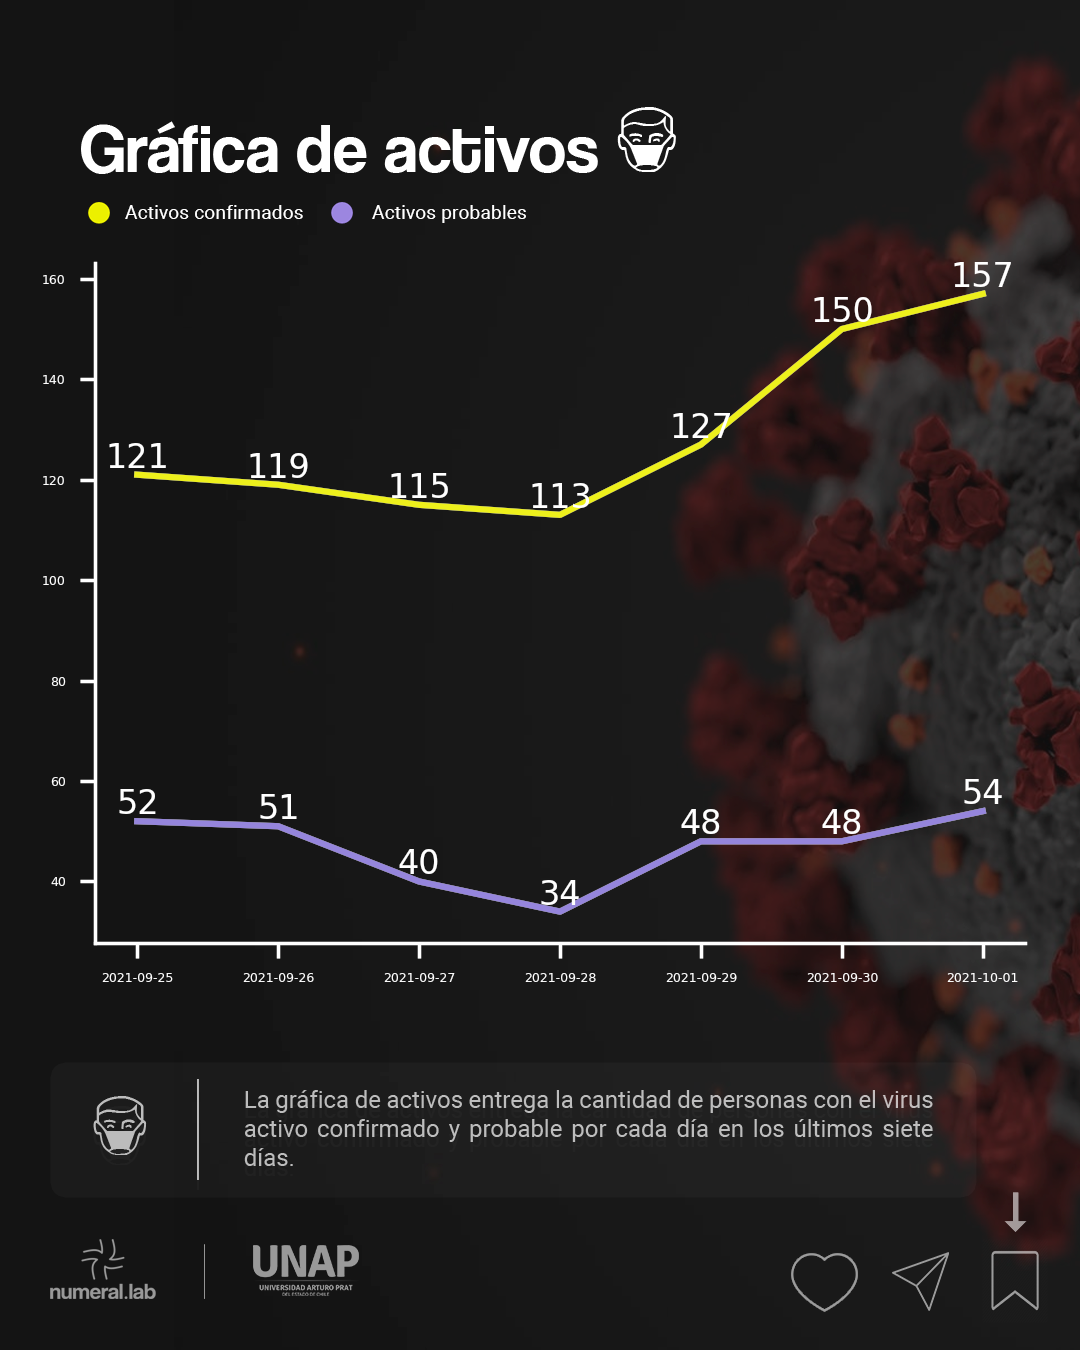 Gráfica de activos
Activos confirmados Activos probables
160
140
120
100
80
60
40
121 119 115 113 127 150 157
52 51 40 34 48 48 54
2021-09-25 2021-09-26 2021-09-27 2021-09-28 2021-09-29 2021-09-30 2021-10-01
La gráfica de activos entrega la cantidad de personas con el virus
activo confirmado y probable por cada día en los últimos siete
días.
numeral.lab
UNAP
UNIVERSIDAD ARTURO PRAT
DEL ESTADO DE CHILE